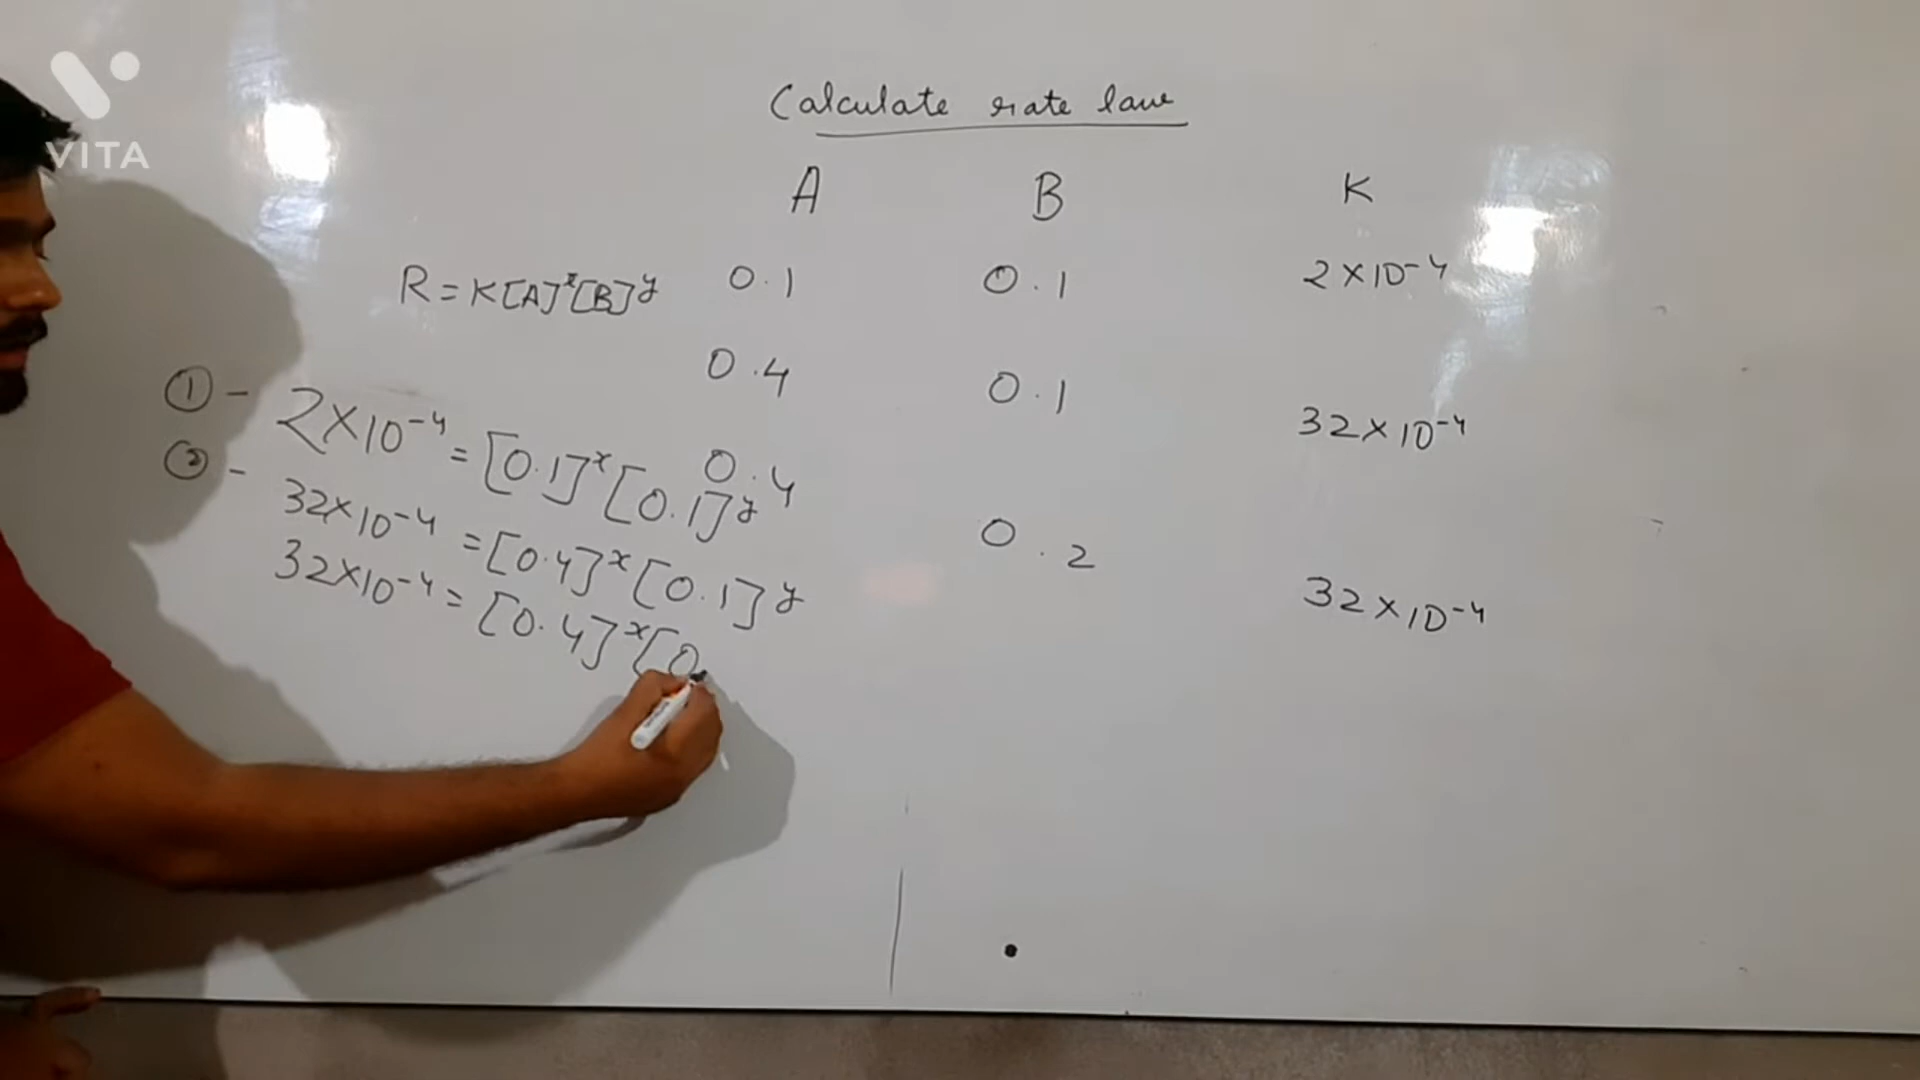 VITA
Calculate rate law
A B K
R = K[A]ˣ[B]ʸ 0.1 0.1 2×10⁻⁴
0.4 0.1 32×10⁻⁴
0.4 0.2 32×10⁻⁴
① - 2×10⁻⁴ = [0.1]ˣ[0.1]ʸ
② - 32×10⁻⁴ = [0.4]ˣ[0.1]ʸ
32×10⁻⁴ = [0.4]ˣ[0.